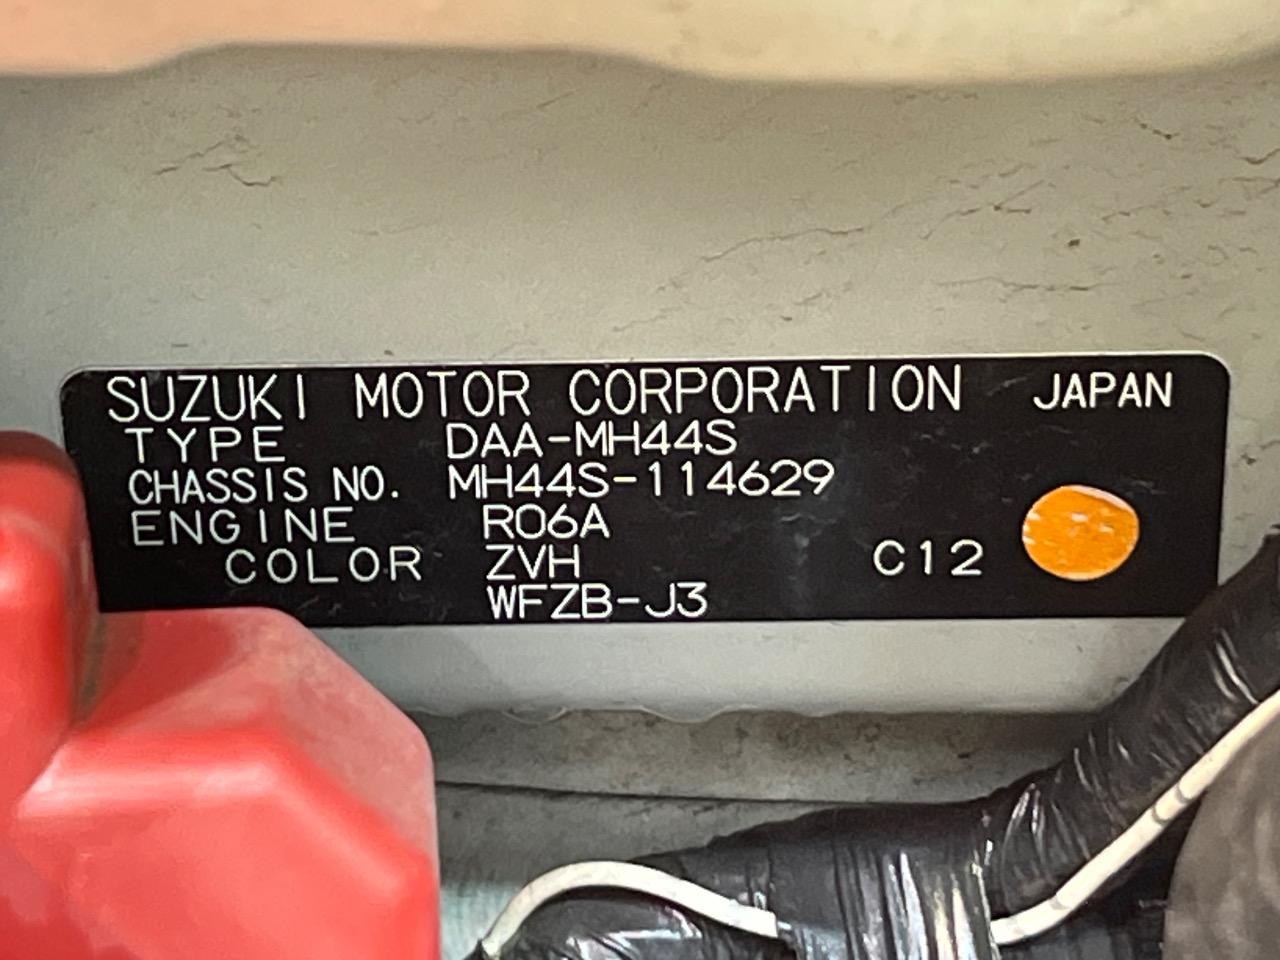 SUZUKI MOTOR CORPORATION JAPAN
TYPE DAA-MH44S
CHASSIS NO. MH44S-114629
ENGINE R06A
COLOR ZVH C12
WFZB-J3